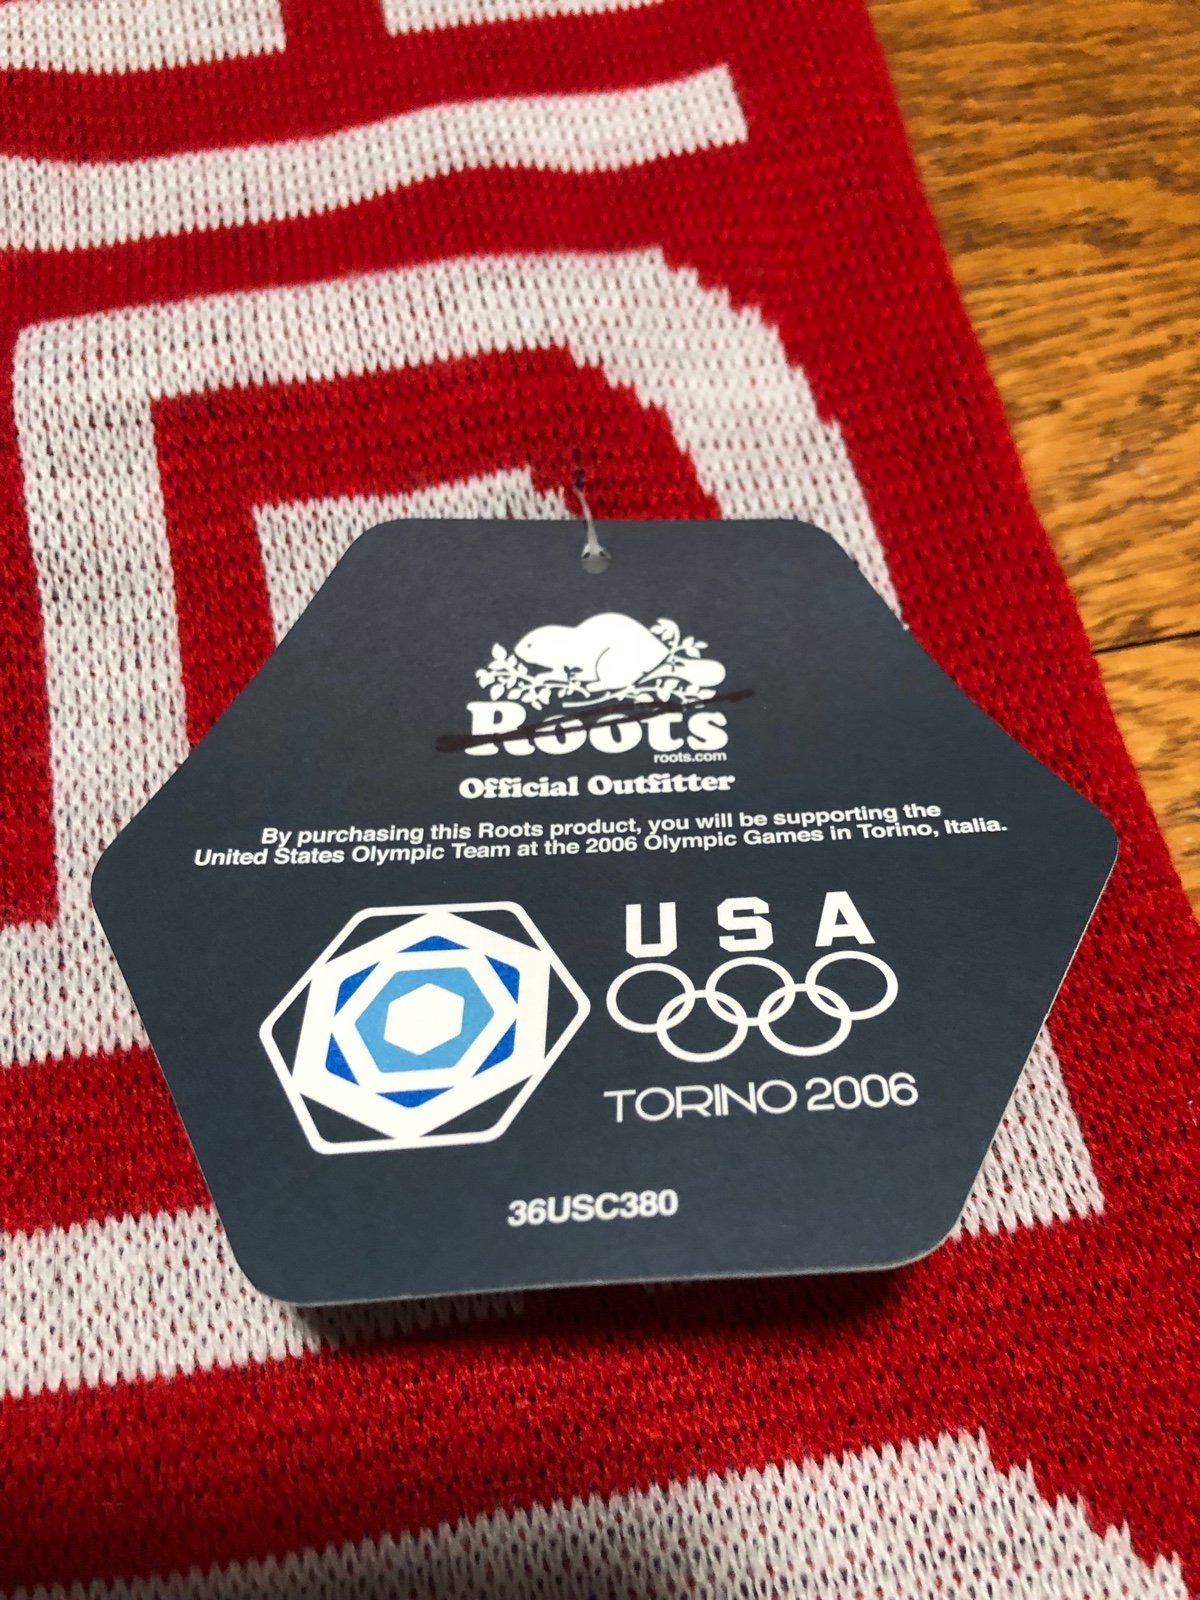 Roots
roots.com
Official Outfitter
By purchasing this Roots product, you will be supporting the
United States Olympic Team at the 2006 Olympic Games in Torino, Italia.
USA
TORINO 2006
36USC380